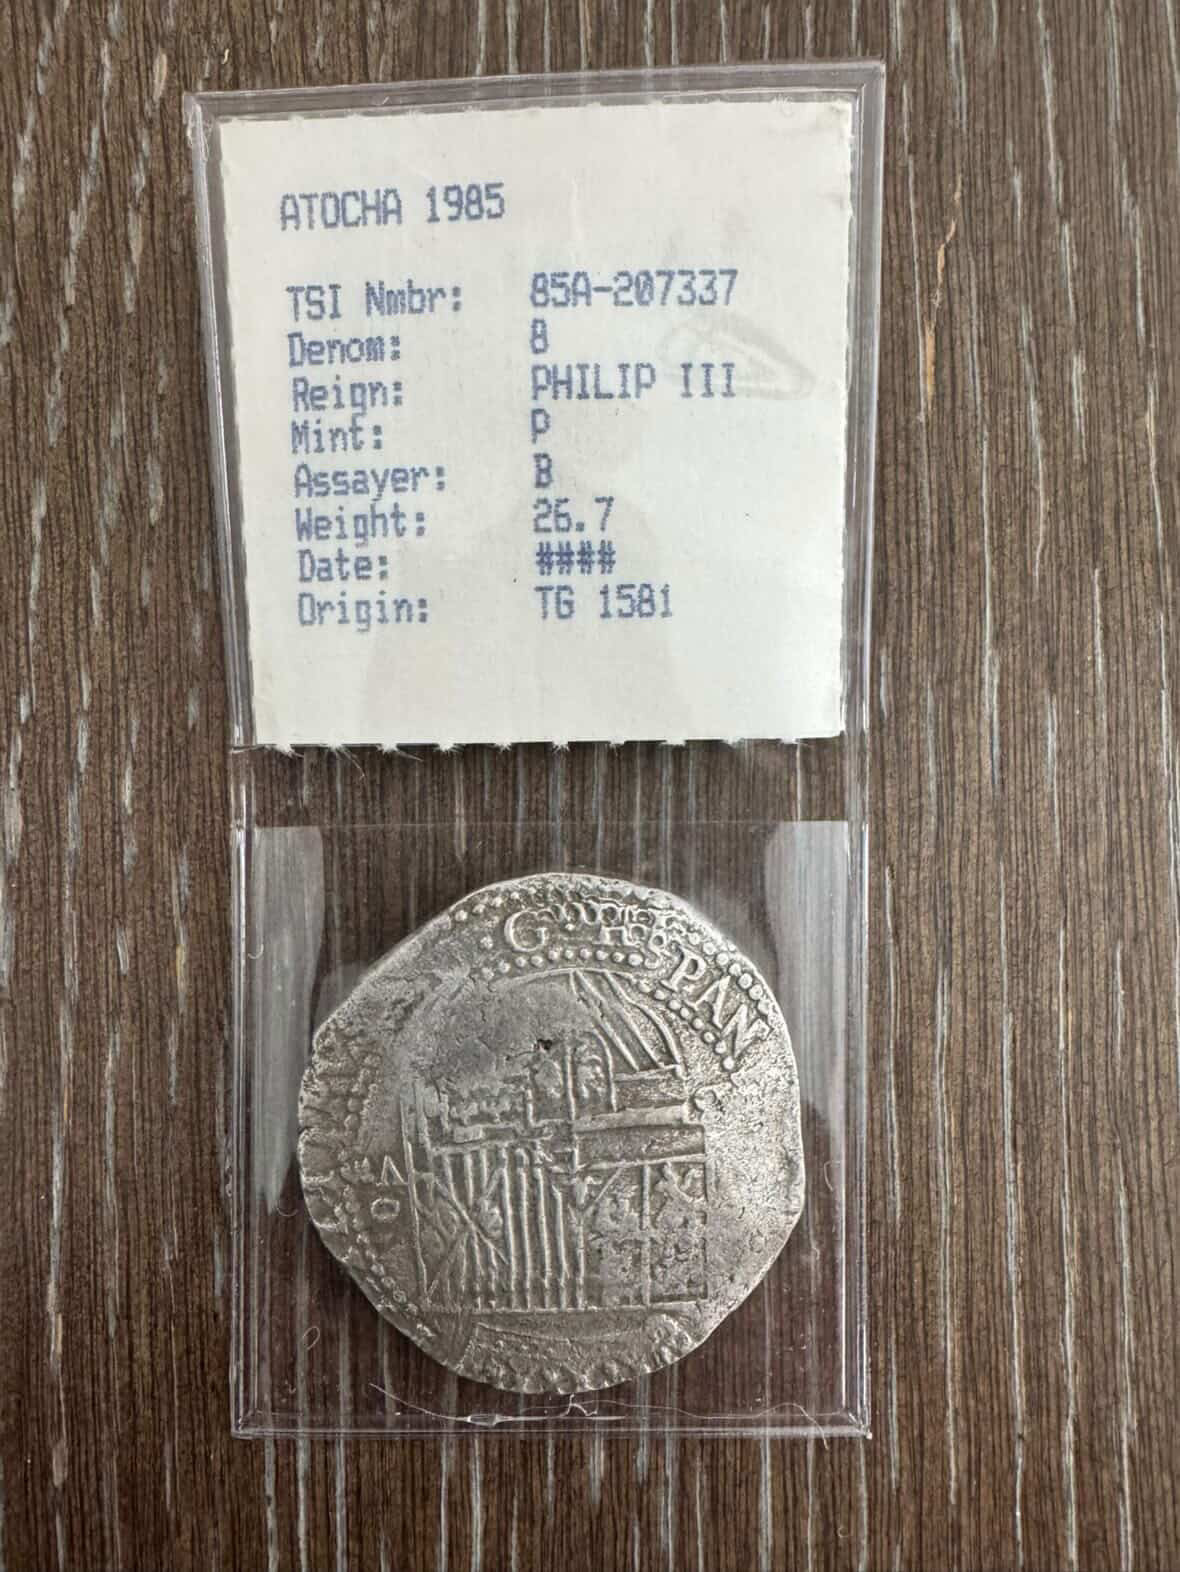 ATOCHA 1985
TSI Nmbr: 85A-207337
Denom: 8
Reign: PHILIP III
Mint: P
Assayer: B
Weight: 26.7
Date: ####
Origin: TG 1581
G·HISPAN